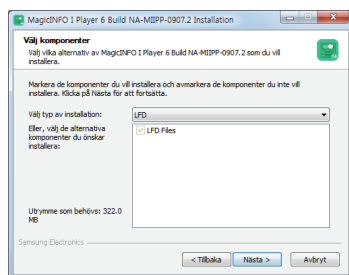 MagicINFO I Player 6 Build NA-MIIPP-0907.2 Installation
Välj komponenter
Välj vilka alternativ av MagicINFO I Player 6 Build NA-MIIPP-0907.2 som du vill
installera.
Markera de komponenter du vill installera och avmarkera de komponenter du inte vill
installera. Klicka på Nästa för att fortsätta.
Välj typ av installation:
LFD
Eller, välj de alternativa
komponenter du önskar
installera:
LFD Files
Utrymme som behövs: 322.0
MB
Samsung Electronics
< Tillbaka
Nästa >
Avbryt